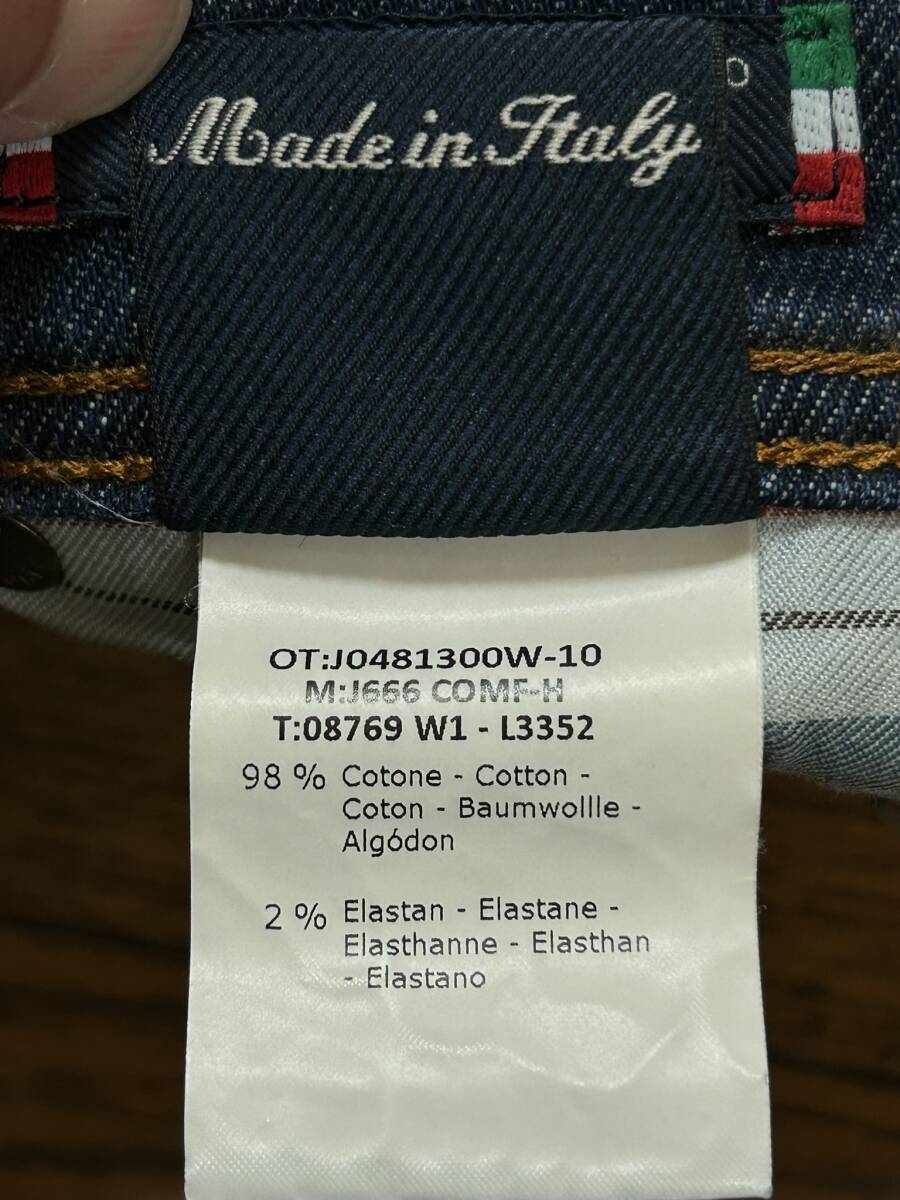 Made in Italy
OT:J0481300W-10
M:J666 COMF-H
T:08769 W1 - L3352
98 % Cotone - Cotton -
Coton - Baumwollle -
Algódon
2 % Elastan - Elastane -
Elasthanne - Elasthan
- Elastano